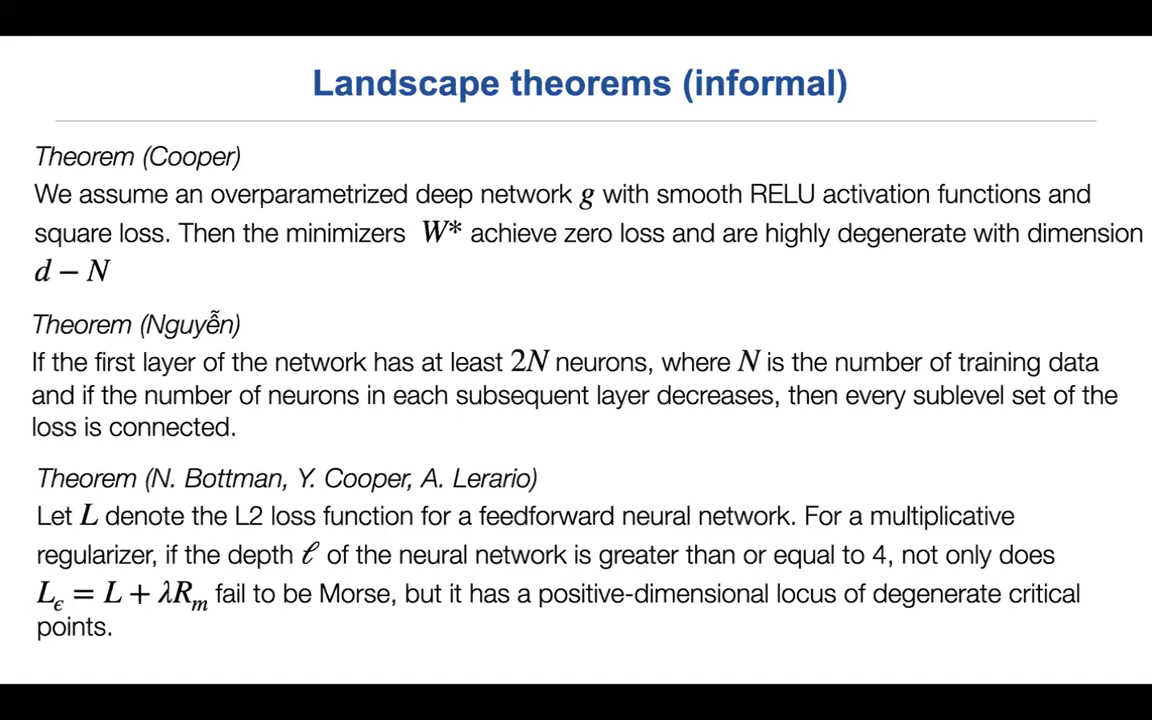 Landscape theorems (informal)
Theorem (Cooper)
We assume an overparametrized deep network g with smooth RELU activation functions and
square loss. Then the minimizers W* achieve zero loss and are highly degenerate with dimension
d − N
Theorem (Nguyễn)
If the first layer of the network has at least 2N neurons, where N is the number of training data
and if the number of neurons in each subsequent layer decreases, then every sublevel set of the
loss is connected.
Theorem (N. Bottman, Y. Cooper, A. Lerario)
Let L denote the L2 loss function for a feedforward neural network. For a multiplicative
regularizer, if the depth ℓ of the neural network is greater than or equal to 4, not only does
Lϵ = L + λRm fail to be Morse, but it has a positive-dimensional locus of degenerate critical
points.